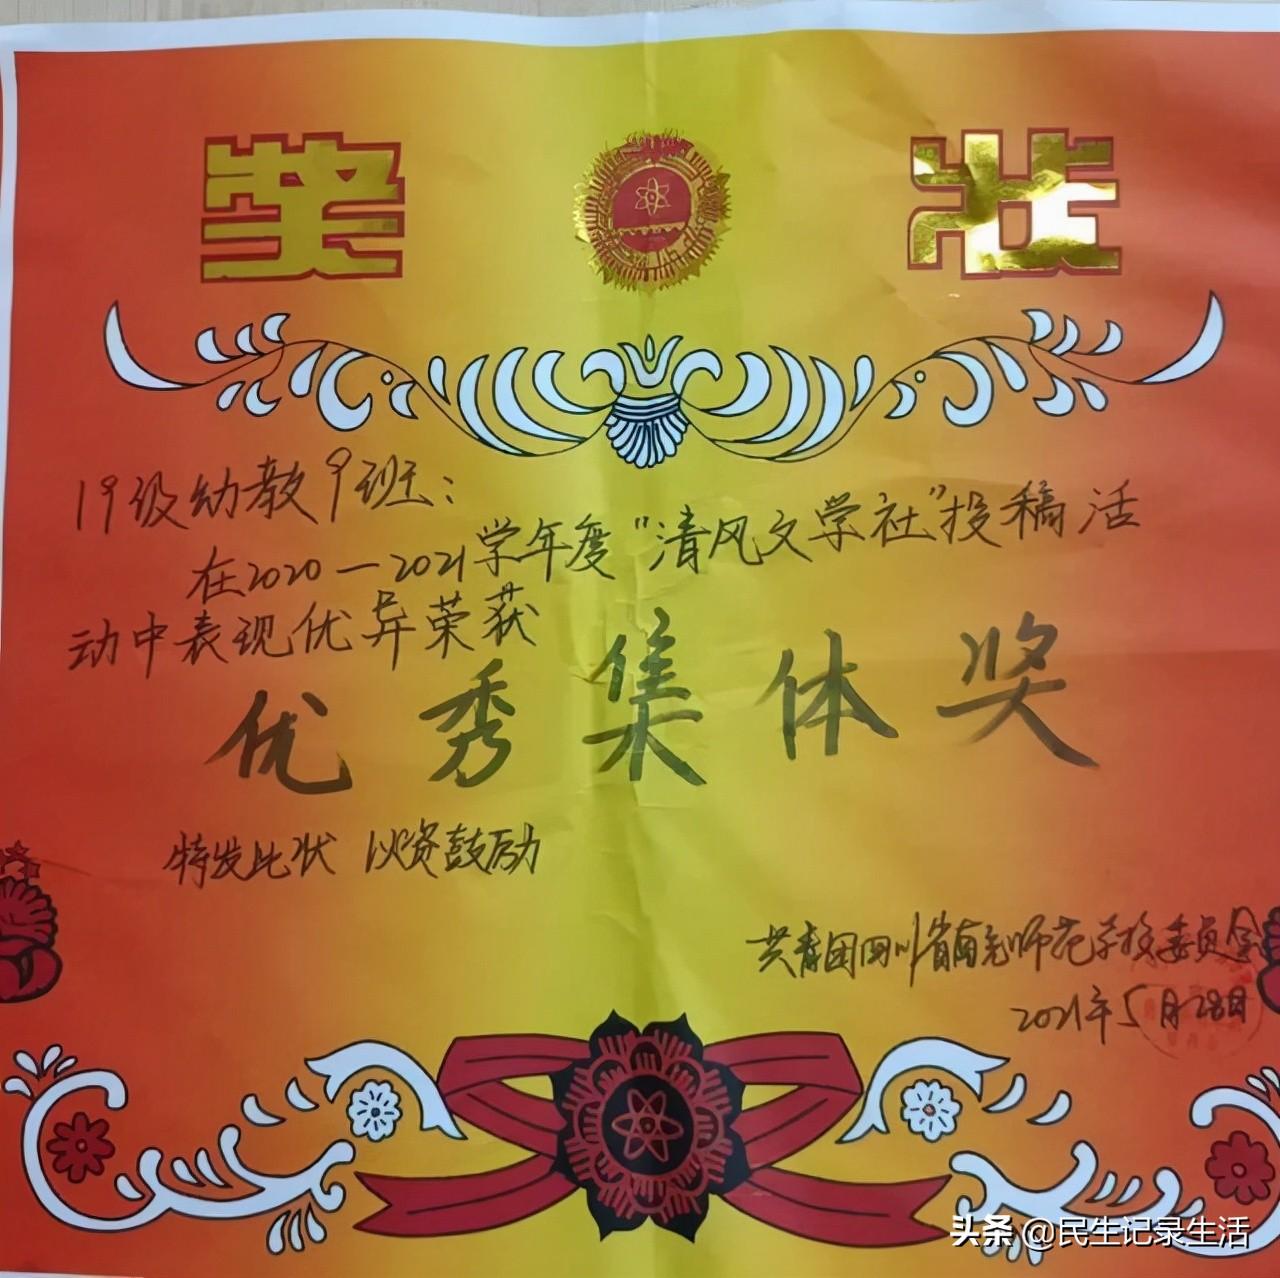 奖状
19级幼教9班：
在2020—2021学年度"清风文学社"投稿活
动中表现优异荣获
优秀集体奖
特发此状 以资鼓励
共青团四川省南充师范学校委员会
2021年5月28日
头条 @民生记录生活